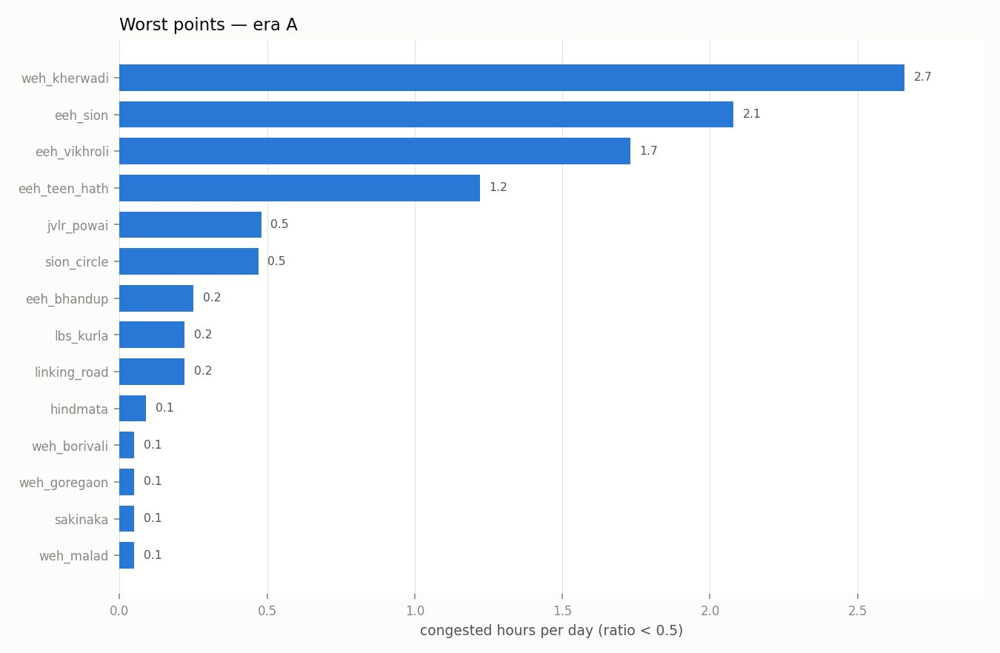 Worst points — era A
weh_kherwadi 2.7
eeh_sion 2.1
eeh_vikhroli 1.7
eeh_teen_hath 1.2
jvlr_powai 0.5
sion_circle 0.5
eeh_bhandup 0.2
lbs_kurla 0.2
linking_road 0.2
hindmata 0.1
weh_borivali 0.1
weh_goregaon 0.1
sakinaka 0.1
weh_malad 0.1
0.0 0.5 1.0 1.5 2.0 2.5
congested hours per day (ratio < 0.5)